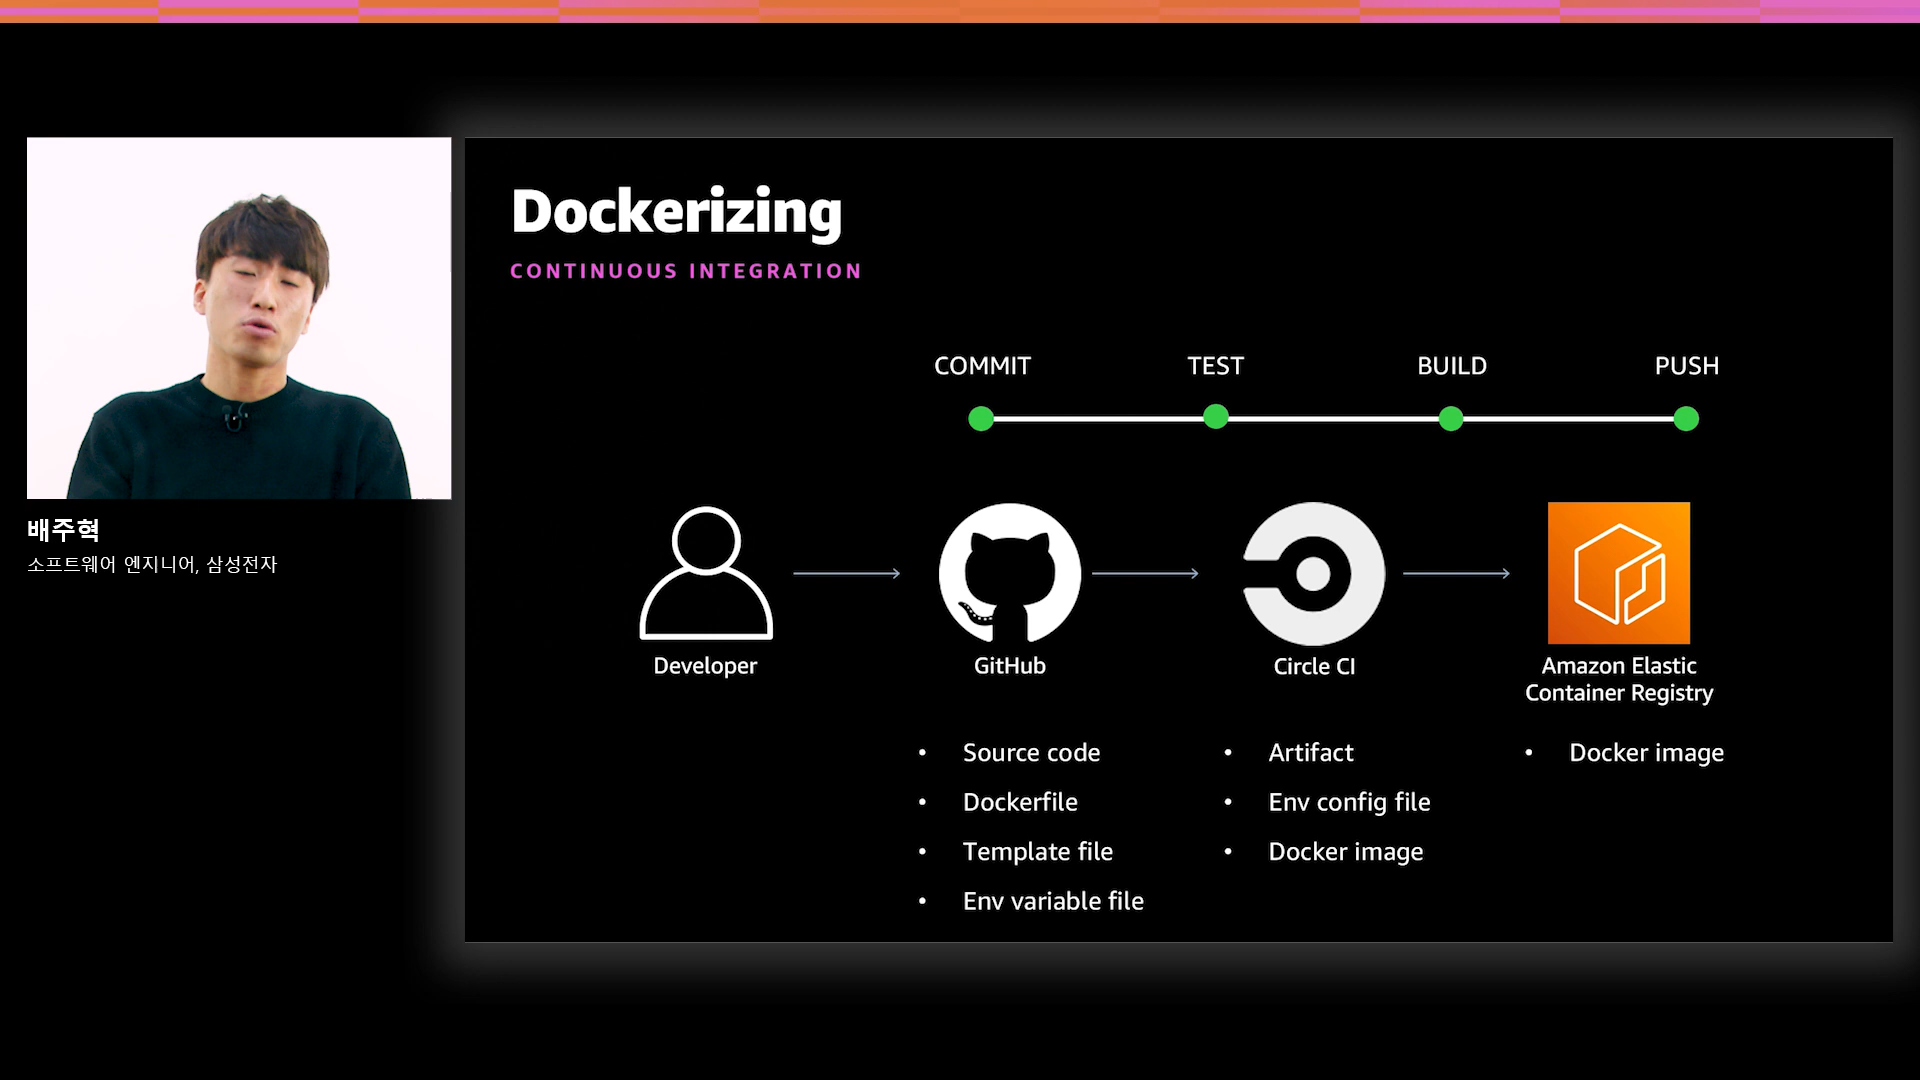 배주혁
소프트웨어 엔지니어, 삼성전자
Dockerizing
CONTINUOUS INTEGRATION
COMMIT
TEST
BUILD
PUSH
Developer
GitHub
Circle CI
Amazon Elastic
Container Registry
• Source code
• Dockerfile
• Template file
• Env variable file
• Artifact
• Env config file
• Docker image
• Docker image